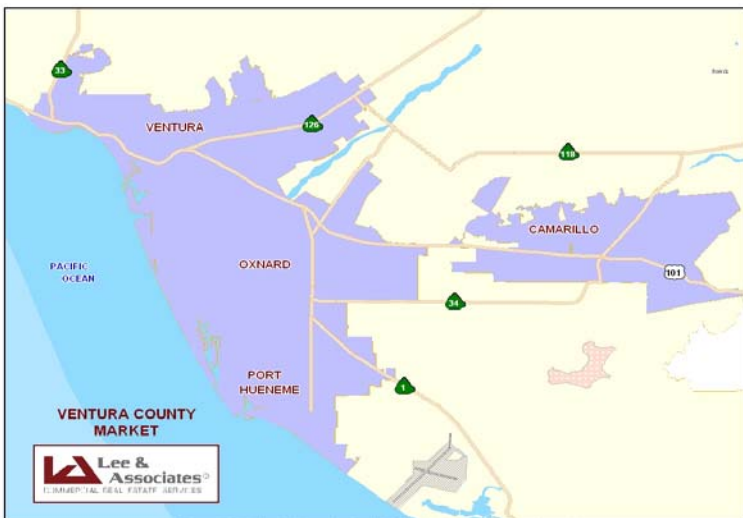 33
VENTURA
126
118
CAMARILLO
PACIFIC
OCEAN
OXNARD
101
34
PORT
HUENEME
1
VENTURA COUNTY
MARKET
Lee &
Associates®
COMMERCIAL REAL ESTATE SERVICES